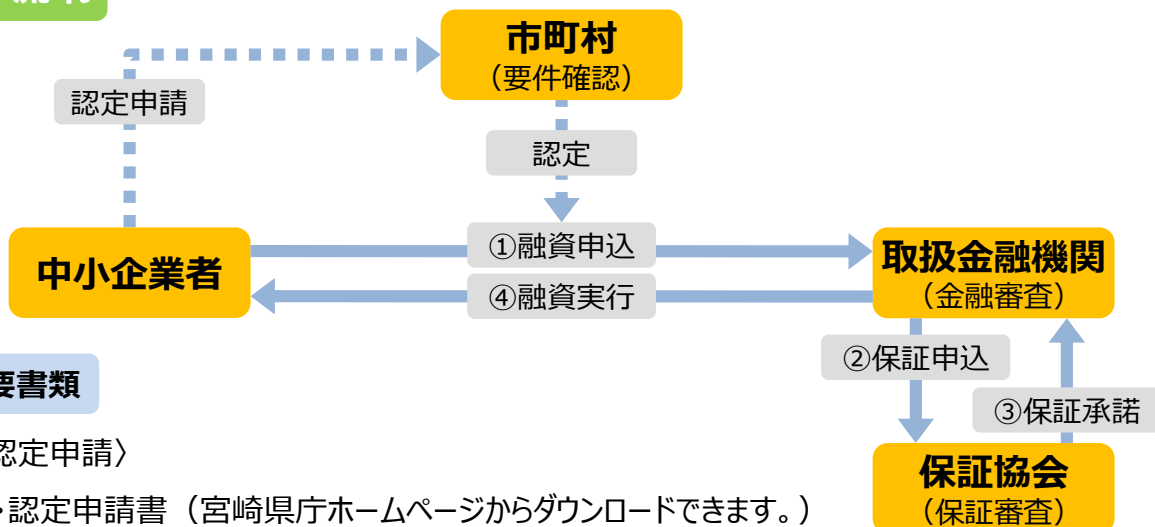 市町村
（要件確認）
認定申請
認定
①融資申込
中小企業者
取扱金融機関
（金融審査）
④融資実行
②保証申込
要書類
③保証承諾
認定申請〉
保証協会
（保証審査）
・認定申請書（宮崎県庁ホームページからダウンロードできます。）